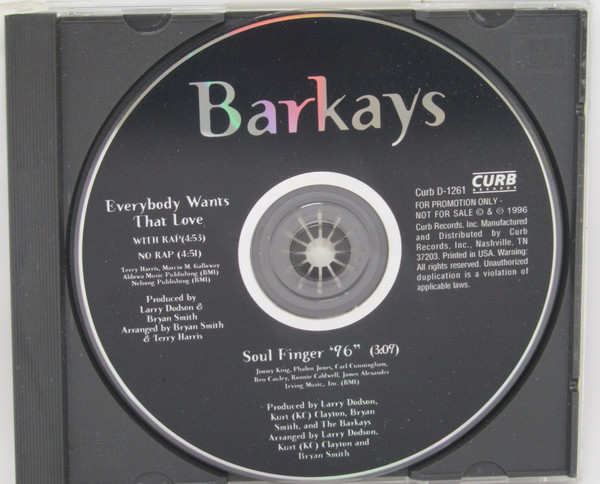 Barkays
Everybody Wants
That Love
WITH RAP (4:53)
NO RAP (4:51)
Terry Harris, Marcio M. Galloway
Ablewa Music Publishing (BMI)
Nelsong Publishing (BMI)
Produced by
Larry Dodson &
Bryan Smith
Arranged by Bryan Smith
& Terry Harris
Curb D-1261 CURB
RECORDS
FOR PROMOTION ONLY -
NOT FOR SALE © & ℗ 1996
Curb Records, Inc. Manufactured
and Distributed by Curb
Records, Inc., Nashville, TN
37203. Printed in USA. Warning:
All rights reserved. Unauthorized
duplication is a violation of
applicable laws.
Soul Finger '96" (3:09)
Jimmy King, Phalon Jones, Carl Cunningham,
Ben Cauley, Ronnie Caldwell, James Alexander
Irving Music, Inc. (BMI)
Produced by Larry Dodson,
Kurt (KC) Clayton, Bryan
Smith, and The Barkays
Arranged by Larry Dodson,
Kurt (KC) Clayton and
Bryan Smith